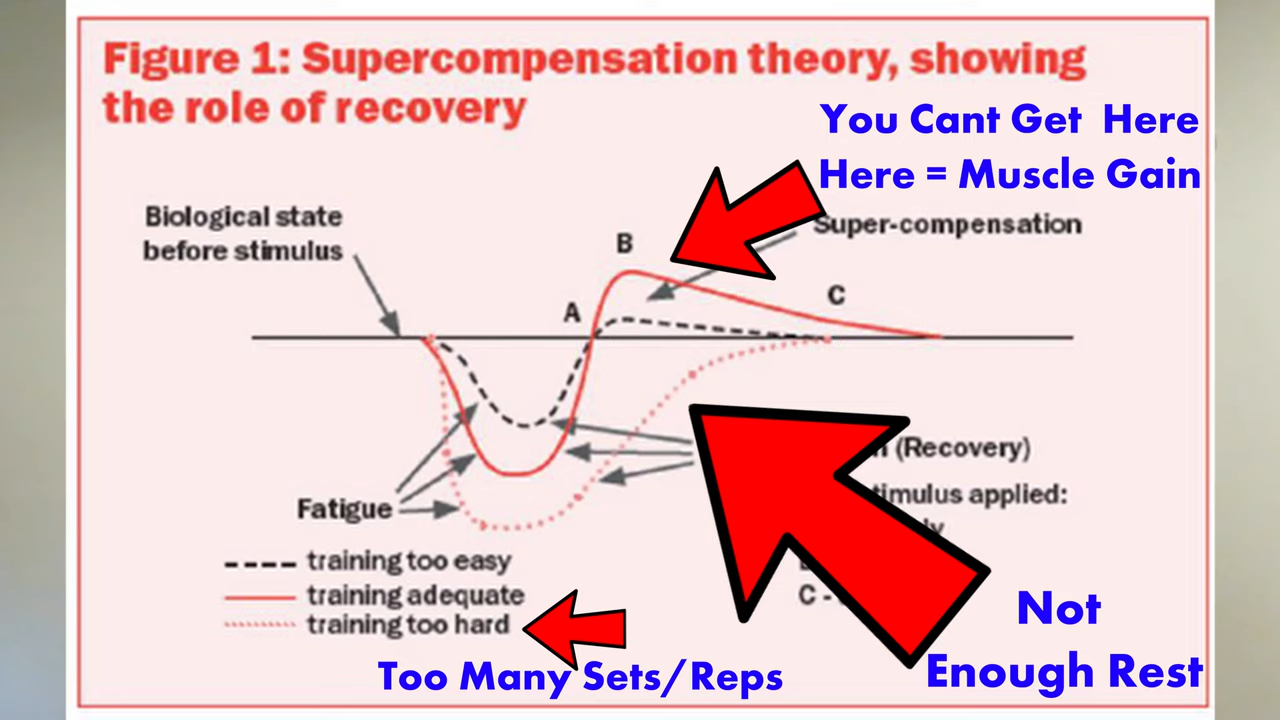 Figure 1: Supercompensation theory, showing
the role of recovery
You Cant Get Here
Here = Muscle Gain
Biological state
before stimulus
Super-compensation
B
C
A
(Recovery)
Fatigue
applied:
training too easy
training adequate
C -
training too hard
Not
Too Many Sets/Reps
Enough Rest